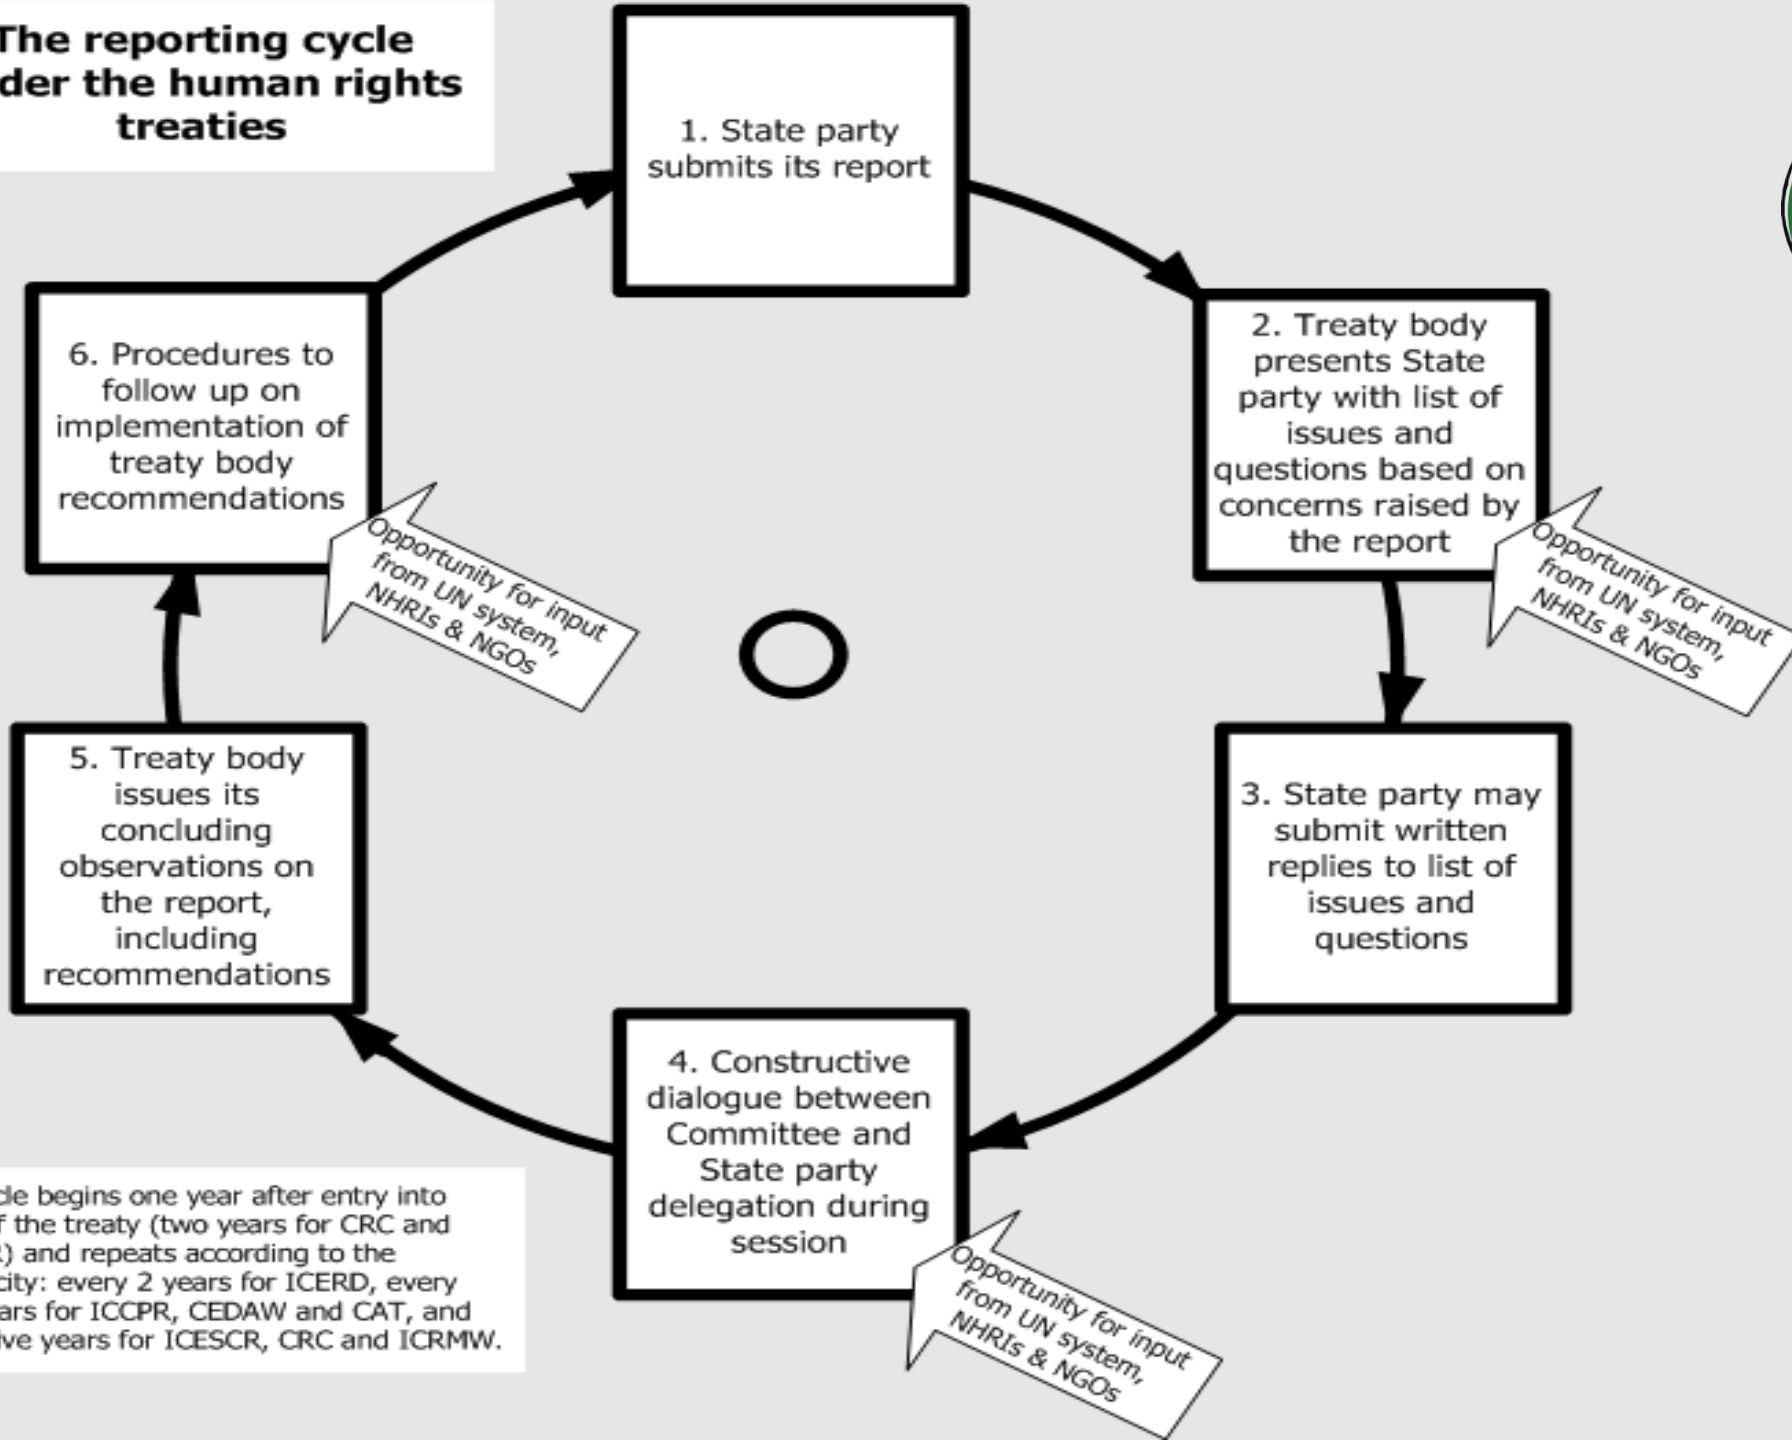 The reporting cycle
der the human rights
treaties
1. State party
submits its report
2. Treaty body
presents State
party with list of
issues and
questions based on
concerns raised by
the report
Opportunity for input
from UN system,
NHRIs & NGOs
3. State party may
submit written
replies to list of
issues and
questions
4. Constructive
dialogue between
Committee and
State party
delegation during
session
Opportunity for input
from UN system,
NHRIs & NGOs
5. Treaty body
issues its
concluding
observations on
the report,
including
recommendations
6. Procedures to
follow up on
implementation of
treaty body
recommendations
Opportunity for input
from UN system,
NHRIs & NGOs
begins one year after entry into
the treaty (two years for CRC and
and repeats according to the
every 2 years for ICERD, every
for ICCPR, CEDAW and CAT, and
years for ICESCR, CRC and ICRMW.